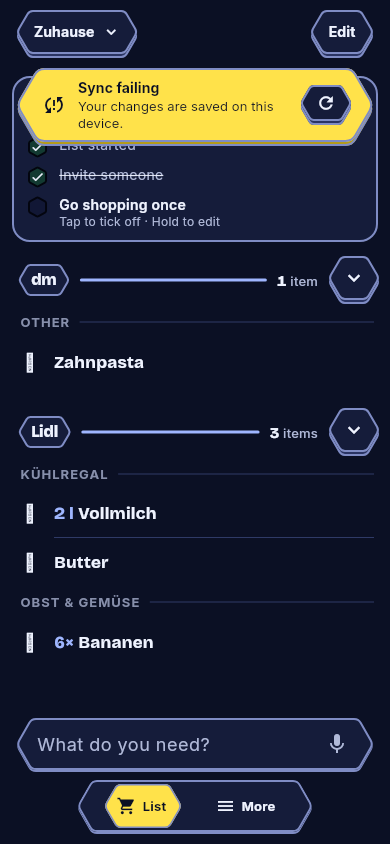 Zuhause
Edit
Sync failing
Your changes are saved on this
device.
List started
Invite someone
Go shopping once
Tap to tick off · Hold to edit
dm
1 item
OTHER
Zahnpasta
Lidl
3 items
KÜHLREGAL
2 l Vollmilch
Butter
OBST & GEMÜSE
6× Bananen
What do you need?
List
More